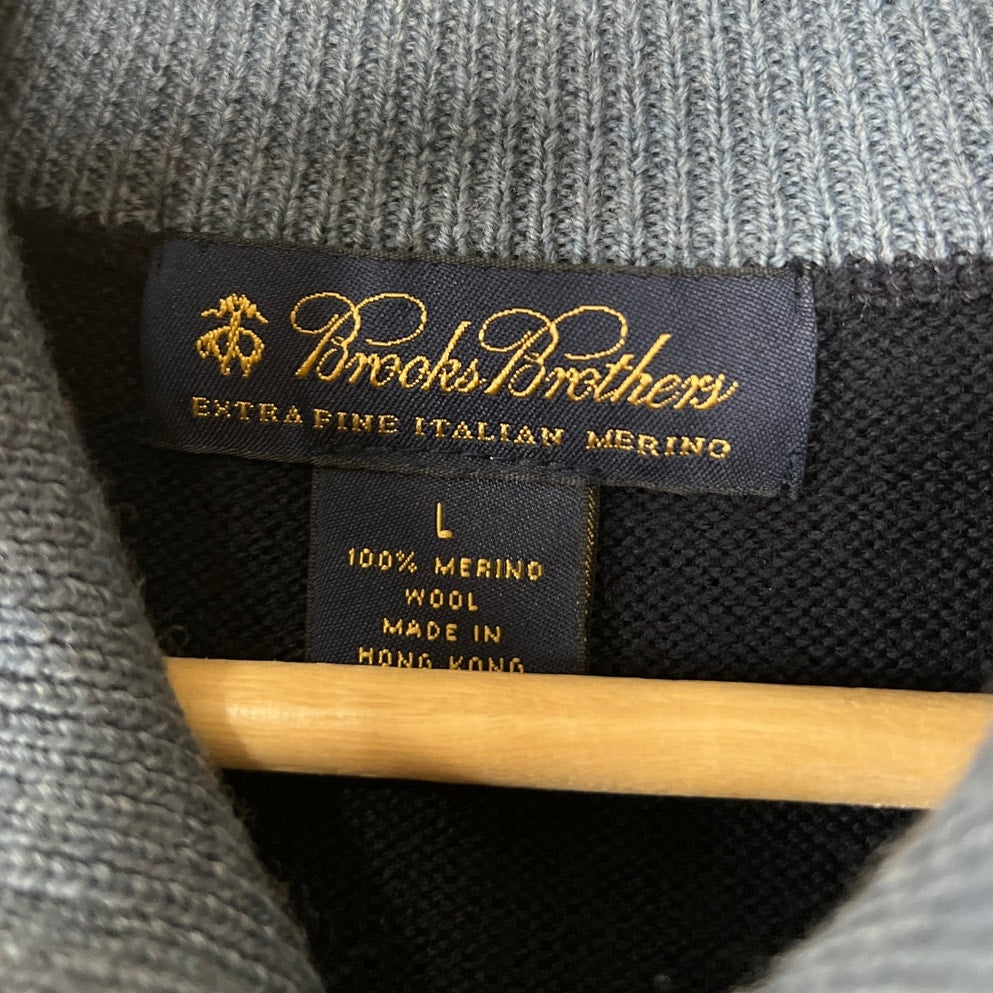 Brooks Brothers
EXTRA FINE ITALIAN MERINO
L
100% MERINO
WOOL
MADE IN
HONG KONG